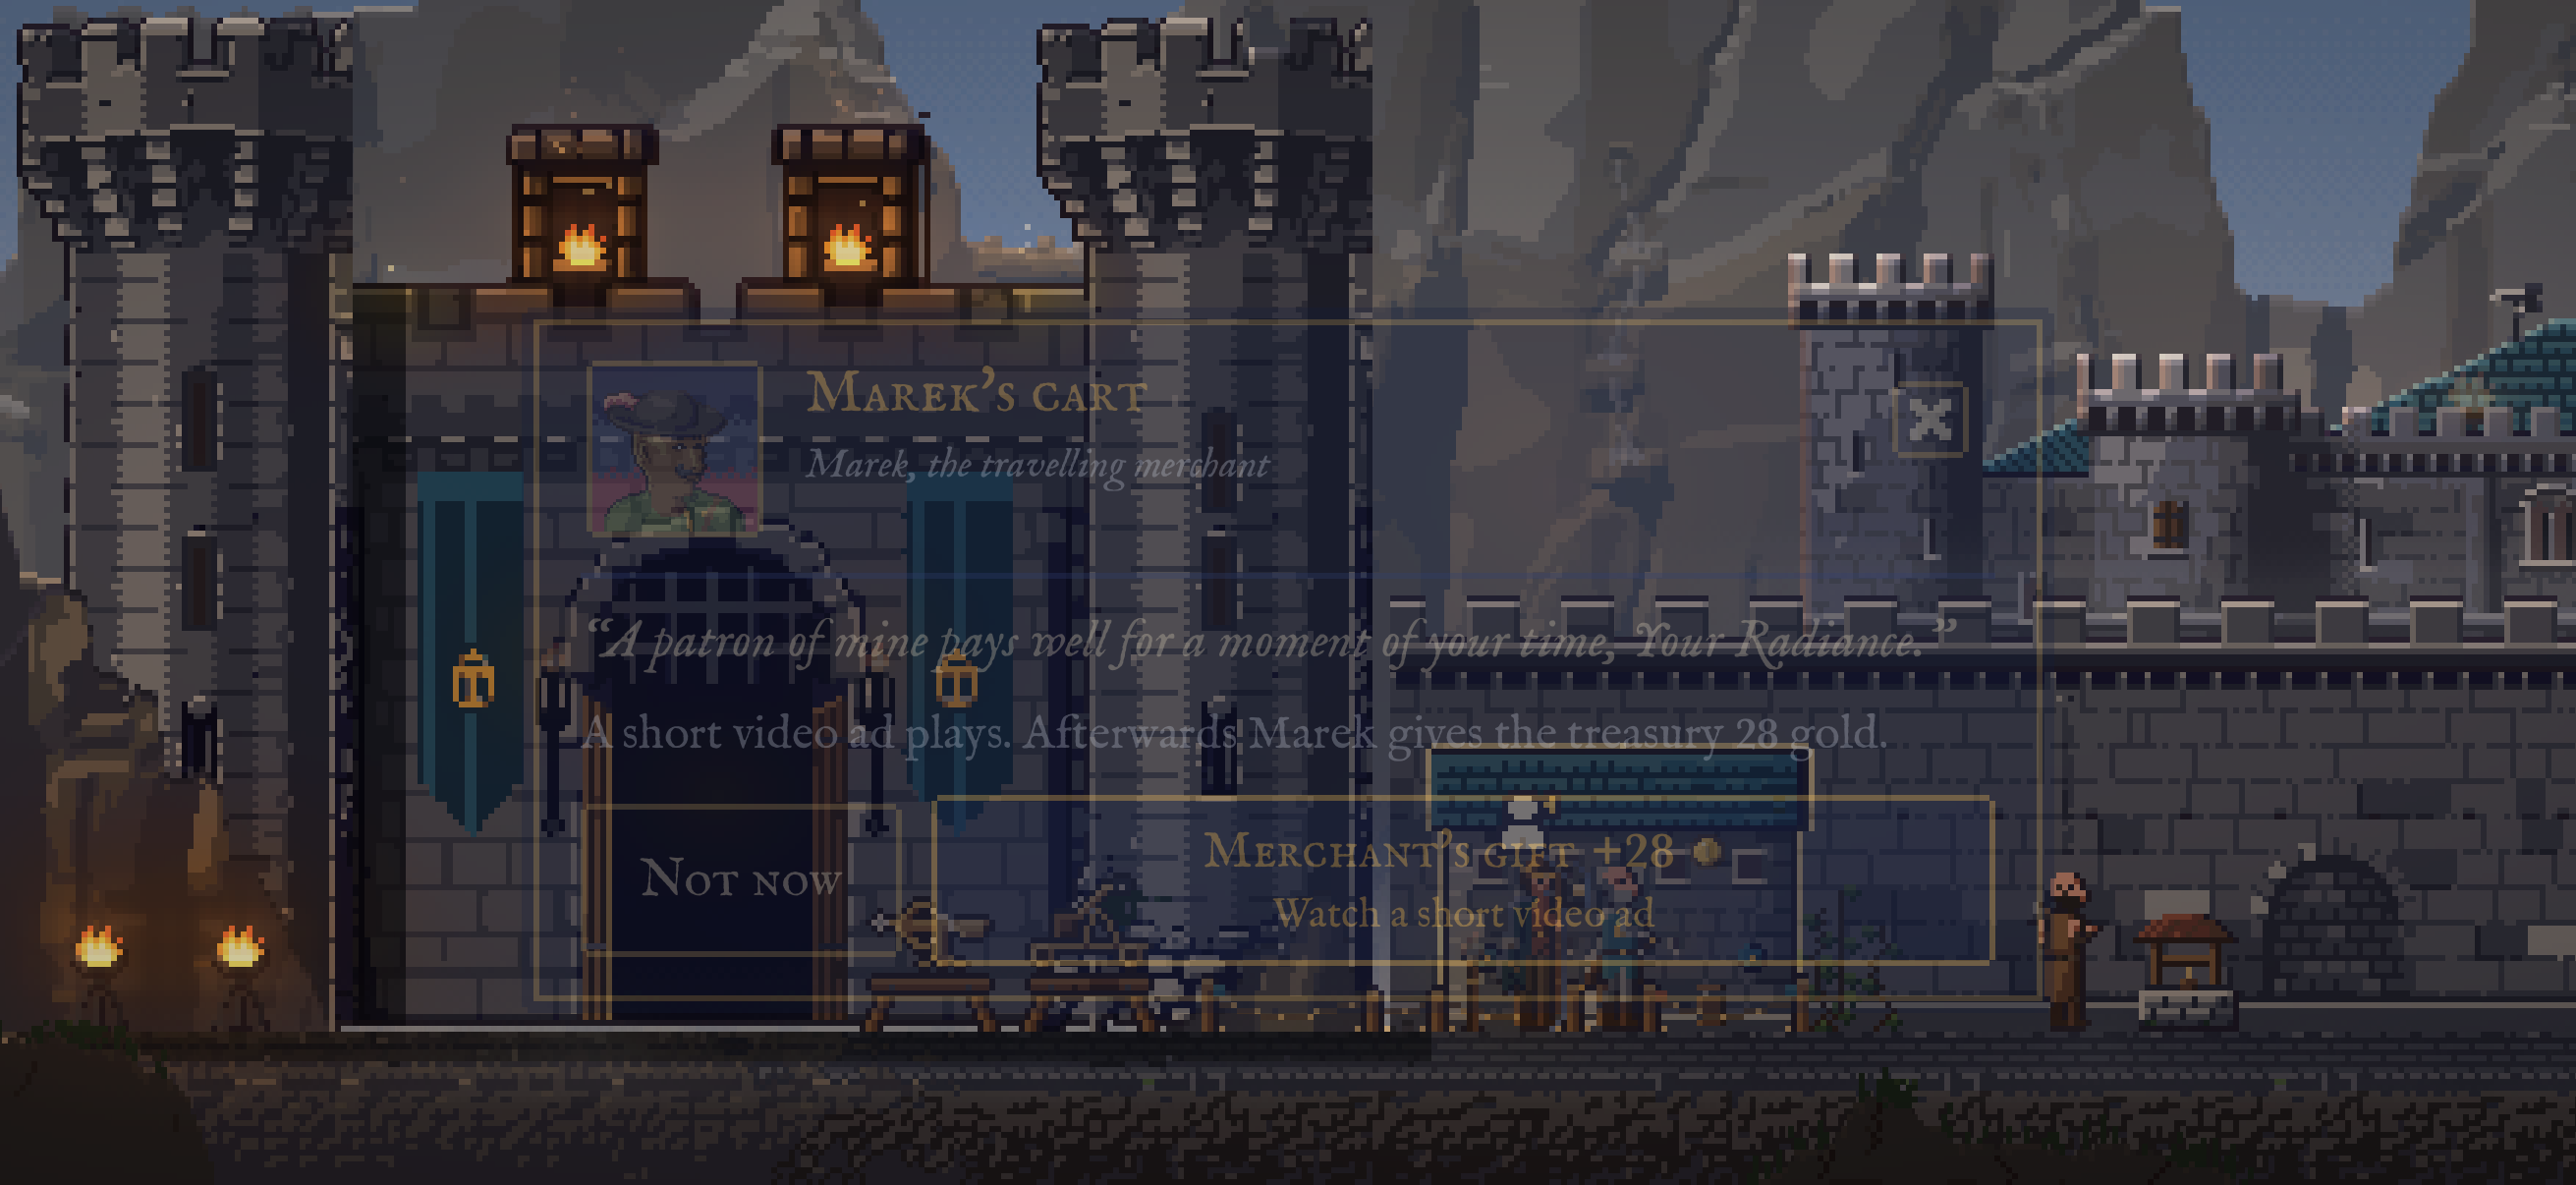 Marek's cart
Marek, the travelling merchant
“A patron of mine pays well for a moment of your time, Your Radiance.”
A short video ad plays. Afterwards Marek gives the treasury 28 gold.
Not now
Merchant's gift +28
Watch a short video ad